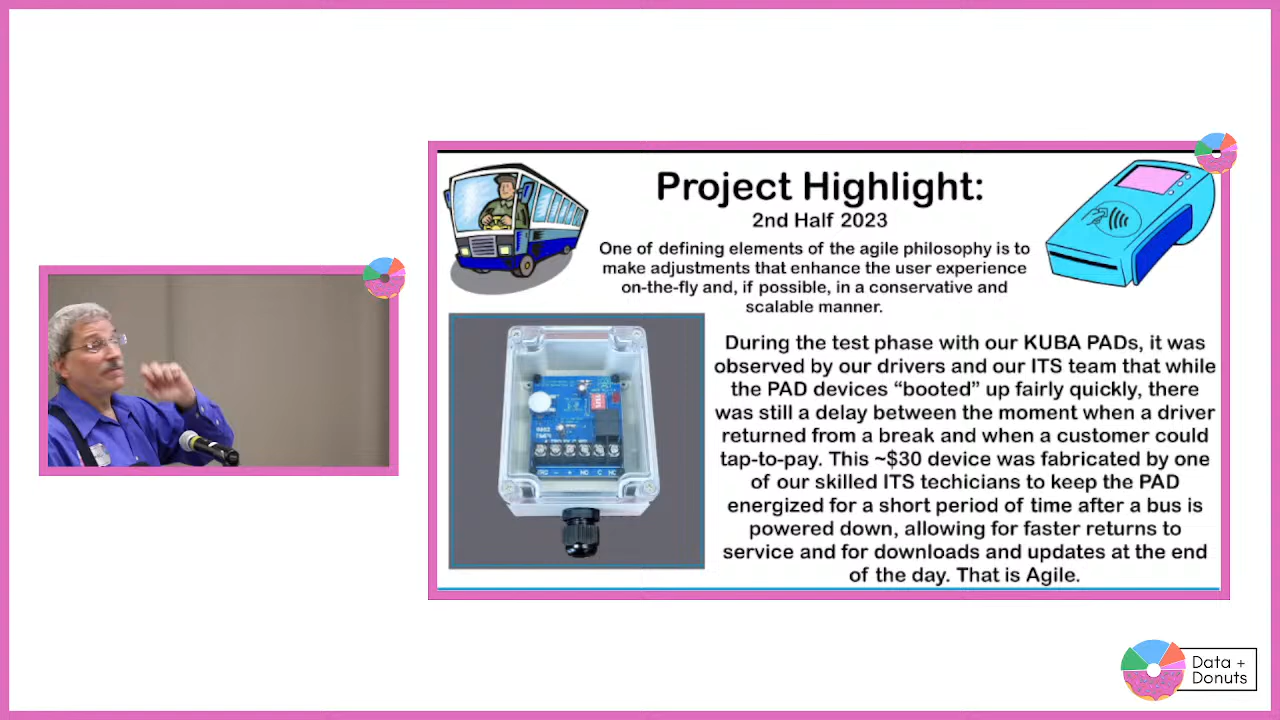 Project Highlight:
2nd Half 2023
One of defining elements of the agile philosophy is to
make adjustments that enhance the user experience
on-the-fly and, if possible, in a conservative and
scalable manner.
During the test phase with our KUBA PADs, it was
observed by our drivers and our ITS team that while
the PAD devices “booted” up fairly quickly, there
was still a delay between the moment when a driver
returned from a break and when a customer could
tap-to-pay. This ~$30 device was fabricated by one
of our skilled ITS techicians to keep the PAD
energized for a short period of time after a bus is
powered down, allowing for faster returns to
service and for downloads and updates at the end
of the day. That is Agile.
Data +
Donuts